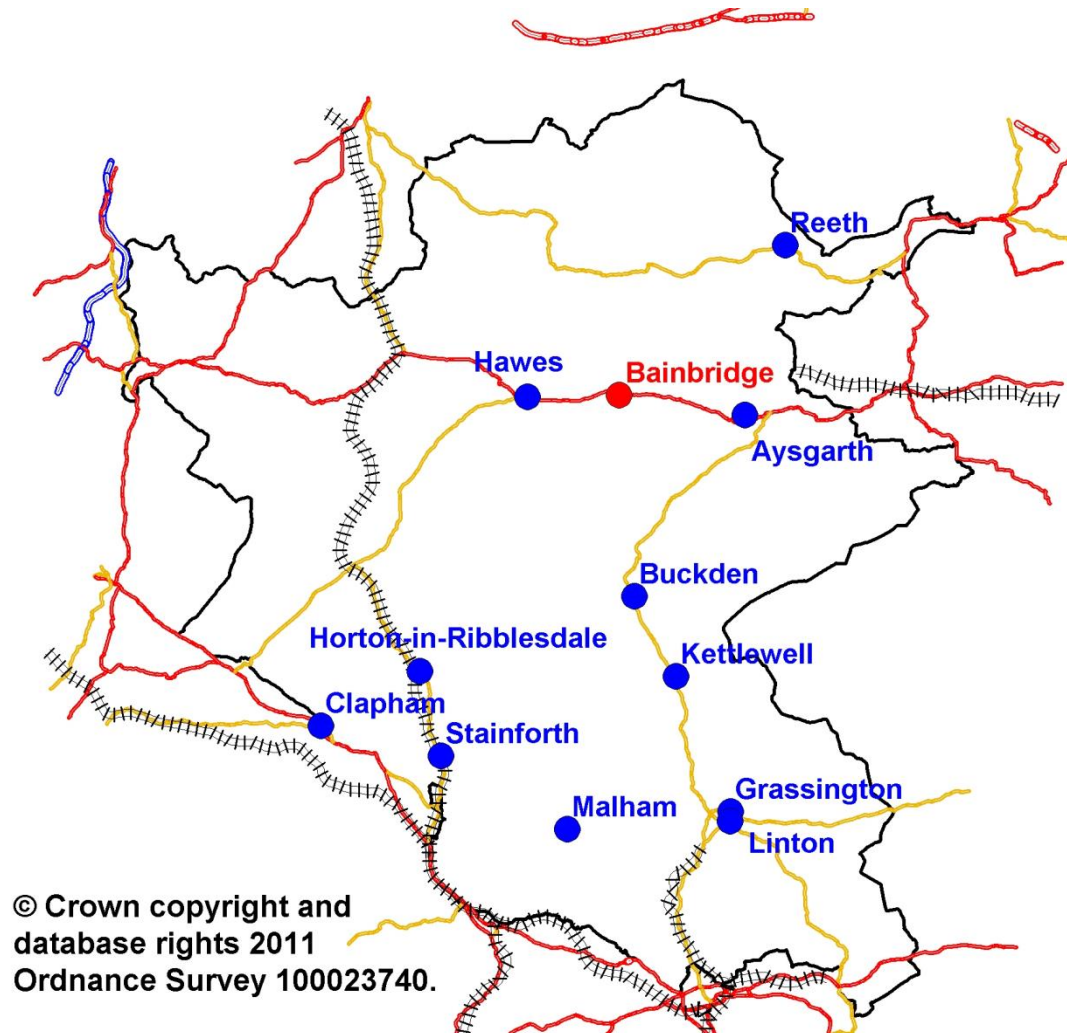 Reeth
Hawes
Bainbridge
Aysgarth
Buckden
Horton-in-Ribblesdale
Kettlewell
Clapham
Stainforth
Grassington
Malham
Linton
© Crown copyright and
database rights 2011
Ordnance Survey 100023740.